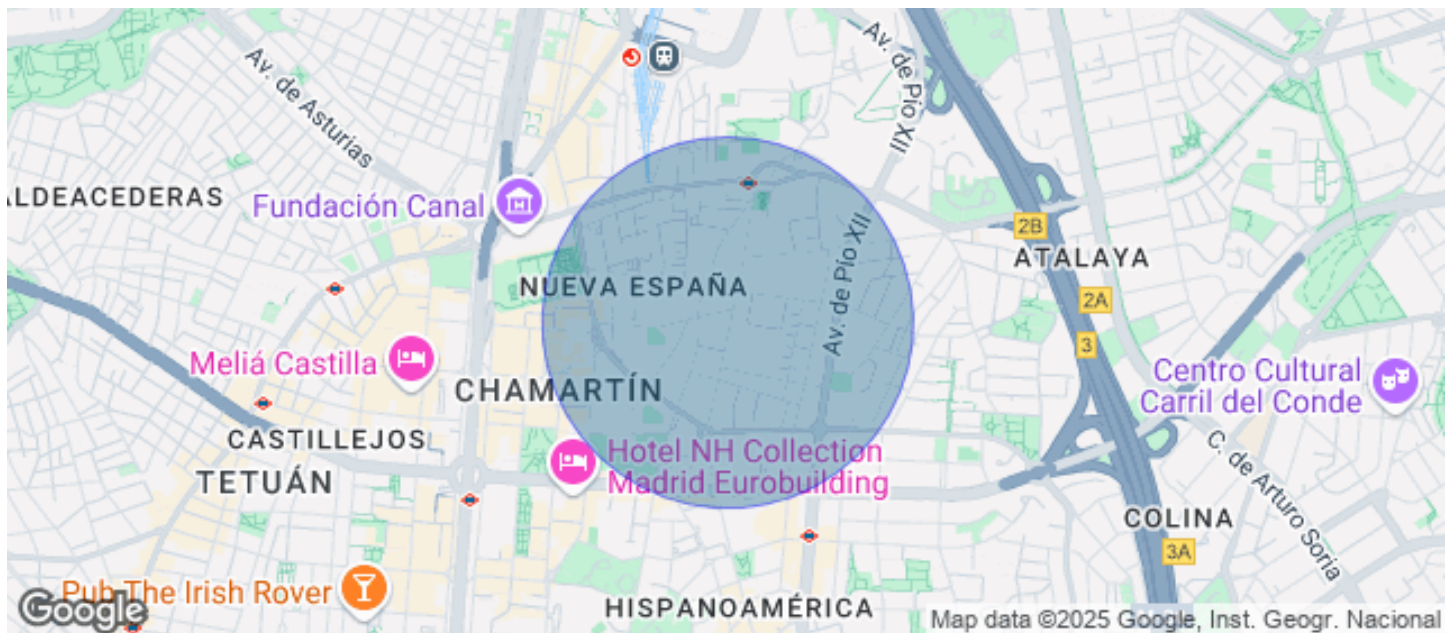 Av. de Asturias
Av. de Pío XII
ALDEACEDERAS
Fundación Canal
2B
ATALAYA
NUEVA ESPAÑA
Av. de Pío XII
2A
3
Meliá Castilla
CHAMARTÍN
Centro Cultural
Carril del Conde
CASTILLEJOS
TETUÁN
Hotel NH Collection
Madrid Eurobuilding
C. de Arturo Soria
COLINA
3A
Pub The Irish Rover
HISPANOAMÉRICA
Google
Map data ©2025 Google, Inst. Geogr. Nacional